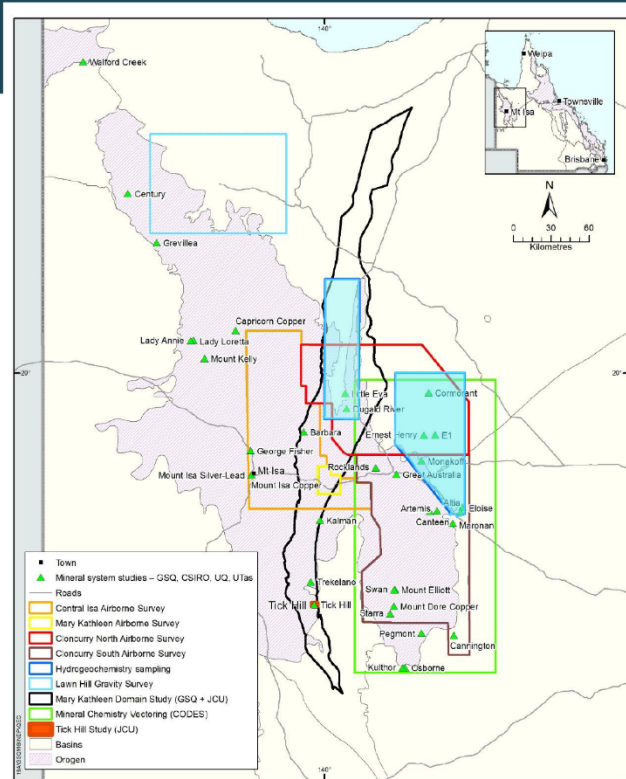 140°
Walford Creek
Weipa
Townsville
Mt Isa
Brisbane
N
0 15 30 60
Kilometres
Century
Grevillea
Capricorn Copper
Lady Annie
Lady Loretta
Mount Kelly
20°
20°
Little Eva
Cormorant
Dugald River
Barbara
Ernest Henry
E1
George Fisher
Monakoff
Rocklands
Mt Isa
Mount Isa Silver-Lead
Great Australia
Mount Isa Copper
Altia
Eloise
Artemis
Canteen
Maronan
Kalman
Trekelano
Swan
Mount Elliott
Tick Hill
Tick Hill
Mount Dore Copper
Starra
Pegmont
Cannington
Kulthor
Osborne
Town
Mineral system studies – GSQ, CSIRO, UQ, UTas
Roads
Central Isa Airborne Survey
Mary Kathleen Airborne Survey
Cloncurry North Airborne Survey
Cloncurry South Airborne Survey
Hydrogeochemistry sampling
Lawn Hill Gravity Survey
Mary Kathleen Domain Study (GSQ + JCU)
Mineral Chemistry Vectoring (CODES)
Tick Hill Study (JCU)
Basins
Orogen
140°